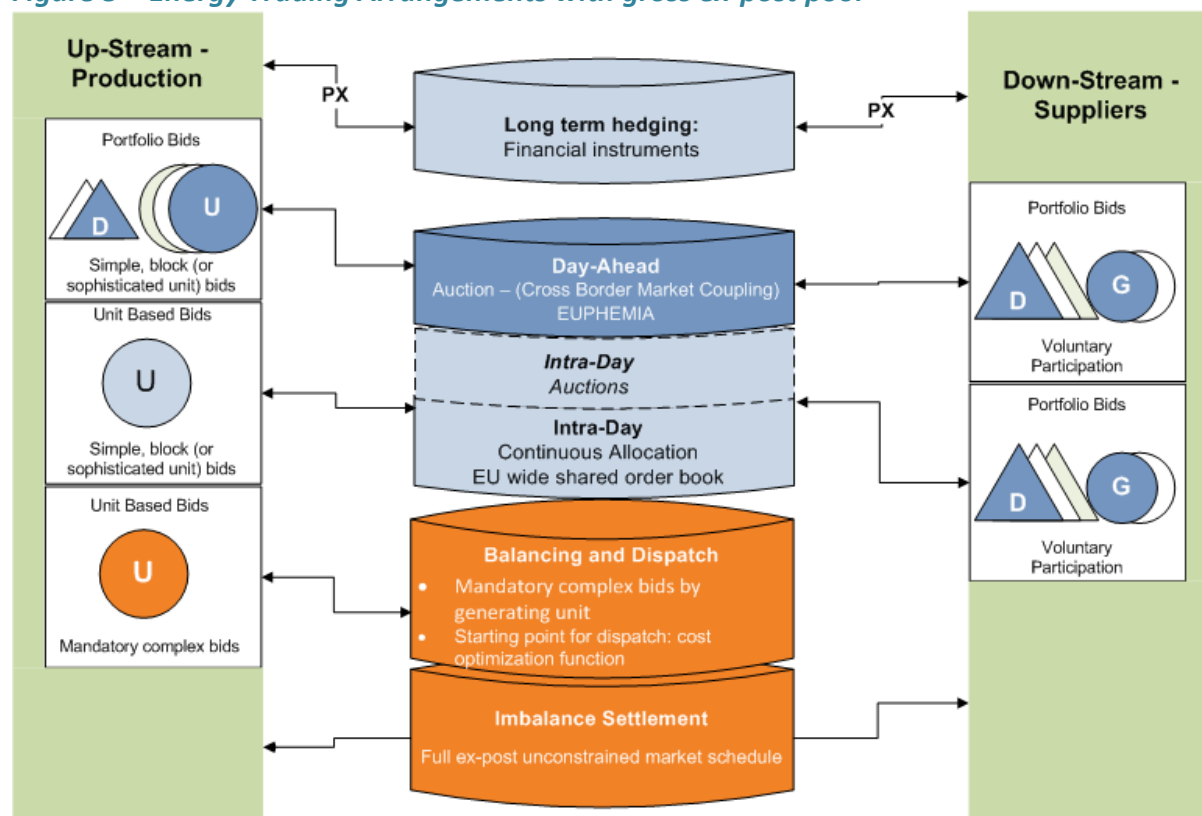 Up-Stream -
Production
Portfolio Bids
D
U
Simple, block (or
sophisticated unit) bids
Unit Based Bids
U
Simple, block (or
sophisticated unit) bids
Unit Based Bids
U
Mandatory complex bids
PX
Long term hedging:
Financial instruments
PX
Day-Ahead
Auction – (Cross Border Market Coupling)
EUPHEMIA
Intra-Day
Auctions
Intra-Day
Continuous Allocation
EU wide shared order book
Balancing and Dispatch
• Mandatory complex bids by
generating unit
• Starting point for dispatch: cost
optimization function
Imbalance Settlement
Full ex-post unconstrained market schedule
Down-Stream -
Suppliers
Portfolio Bids
D
G
Voluntary
Participation
Portfolio Bids
D
G
Voluntary
Participation